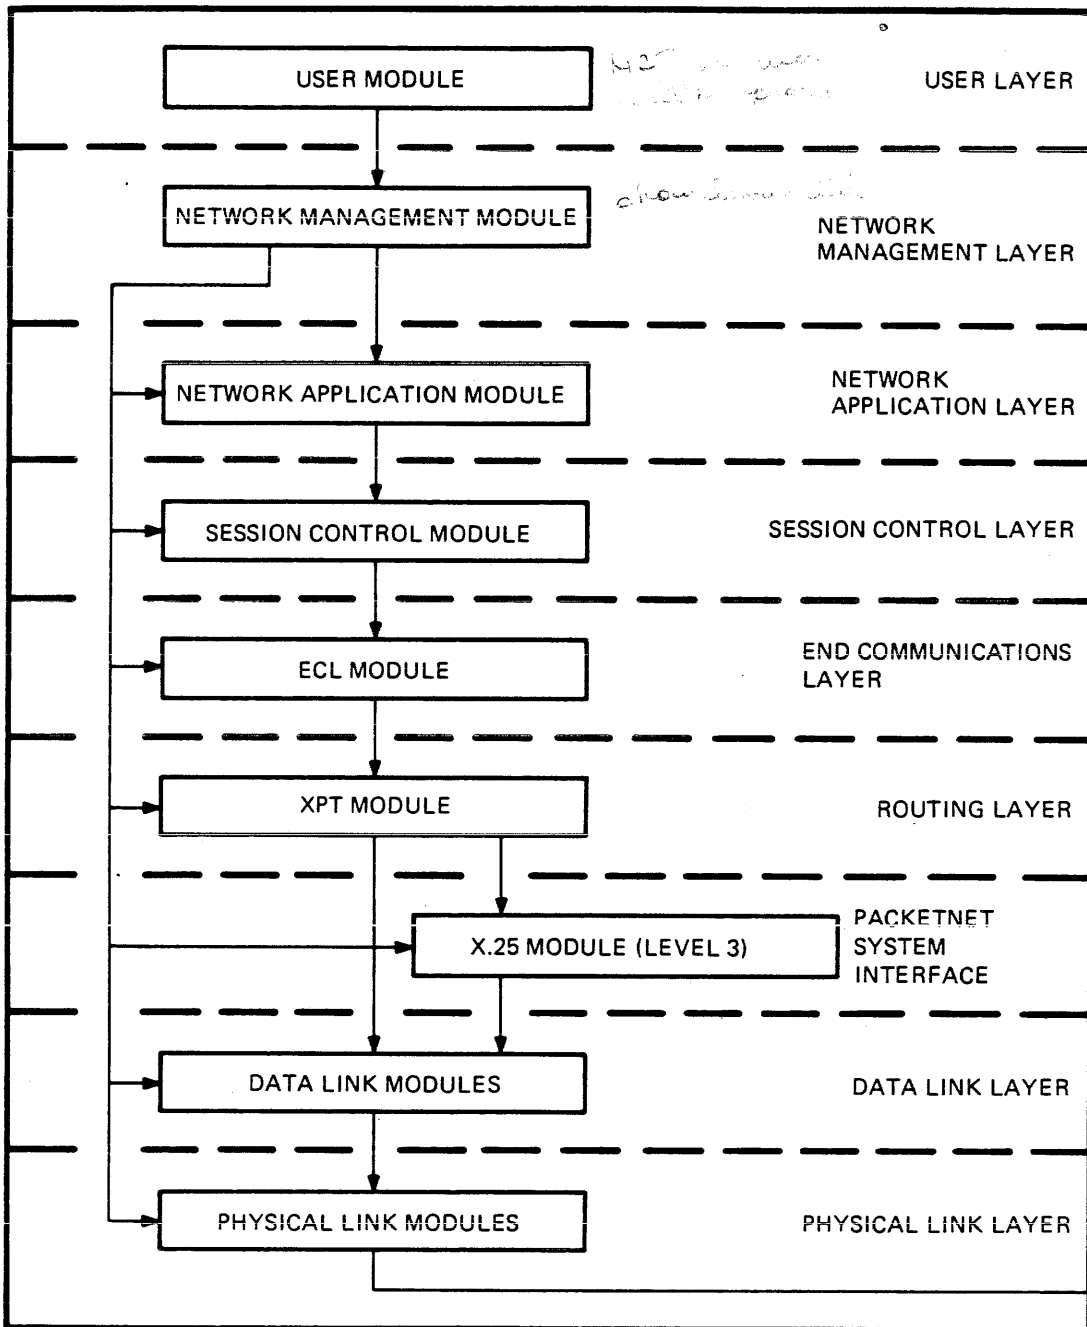 USER MODULE
USER LAYER
NETWORK MANAGEMENT MODULE
NETWORK
MANAGEMENT LAYER
NETWORK APPLICATION MODULE
NETWORK
APPLICATION LAYER
SESSION CONTROL MODULE
SESSION CONTROL LAYER
ECL MODULE
END COMMUNICATIONS
LAYER
XPT MODULE
ROUTING LAYER
X.25 MODULE (LEVEL 3)
PACKETNET
SYSTEM
INTERFACE
DATA LINK MODULES
DATA LINK LAYER
PHYSICAL LINK MODULES
PHYSICAL LINK LAYER